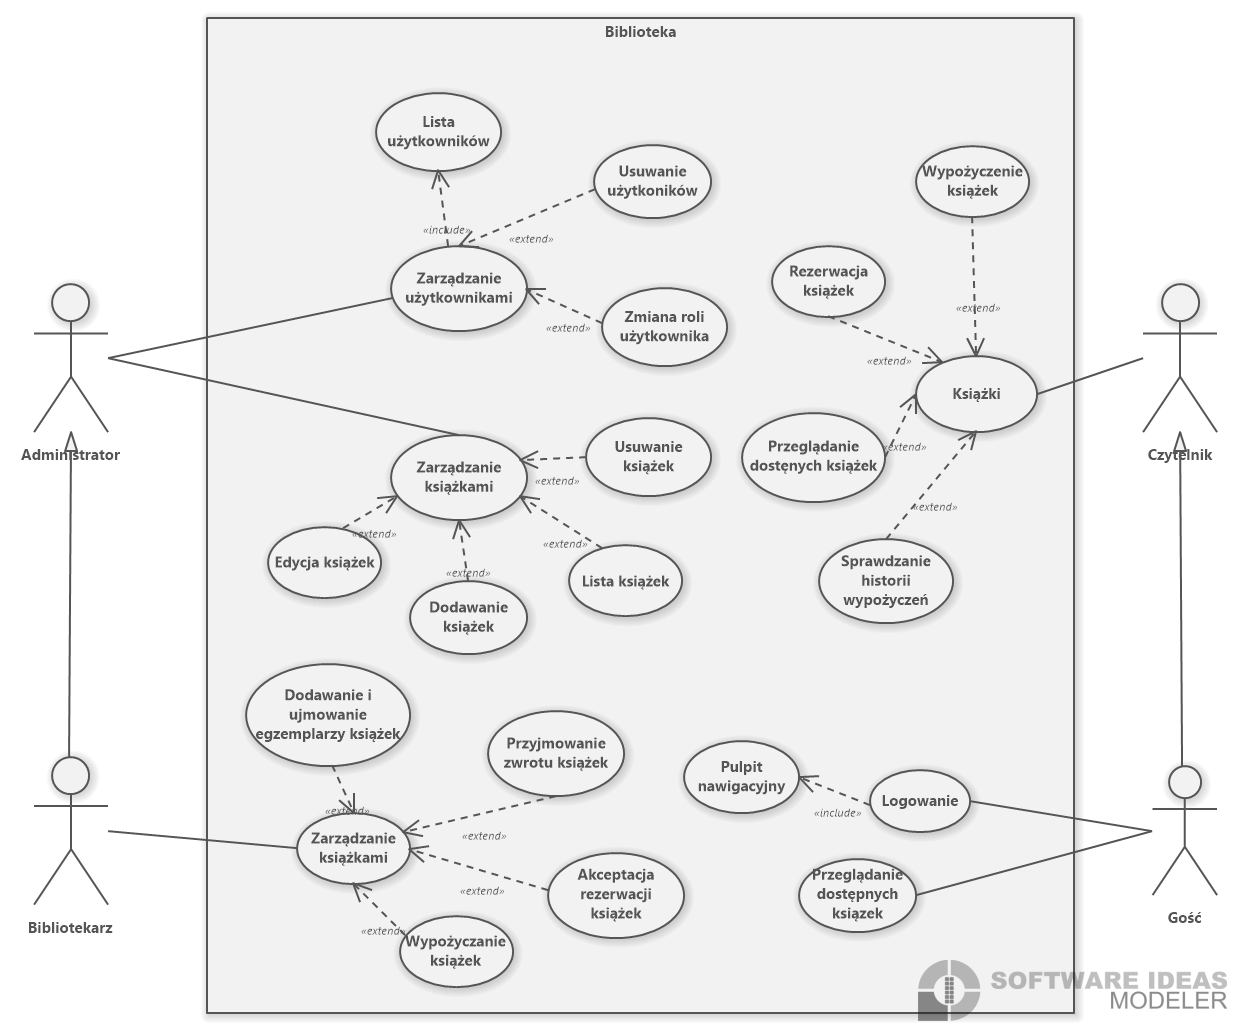 Biblioteka
Lista
użytkowników
Usuwanie
użytkoników
Wypożyczenie
książek
«include»
«extend»
Zarządzanie
użytkownikami
Rezerwacja
książek
Zmiana roli
użytkownika
«extend»
«extend»
«extend»
Książki
Administrator
Czytelnik
Zarządzanie
książkami
Usuwanie
książek
«extend»
Przeglądanie
dostęnych książek
«extend»
Edycja książek
«extend»
«extend»
Lista książek
«extend»
Dodawanie
książek
«extend»
Sprawdzanie
historii
wypożyczeń
Dodawanie i
ujmowanie
egzemplarzy książek
Przyjmowanie
zwrotu książek
Pulpit
nawigacyjny
Logowanie
«include»
«extend»
Zarządzanie
książkami
«extend»
«extend»
Akceptacja
rezerwacji
książek
Przeglądanie
dostępnych
ksiązek
«extend»
Wypożyczanie
książek
Bibliotekarz
Gość
SOFTWARE IDEAS
MODELER